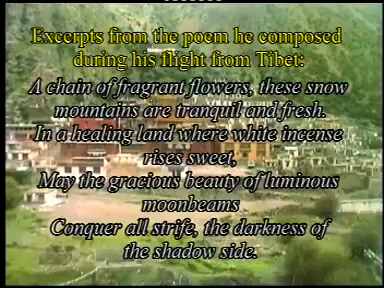 Excerpts from the poem he composed
during his flight from Tibet:
A chain of fragrant flowers, these snow
mountains are tranquil and fresh.
In a healing land where white incense
rises sweet,
May the gracious beauty of luminous
moonbeams
Conquer all strife, the darkness of
the shadow side.